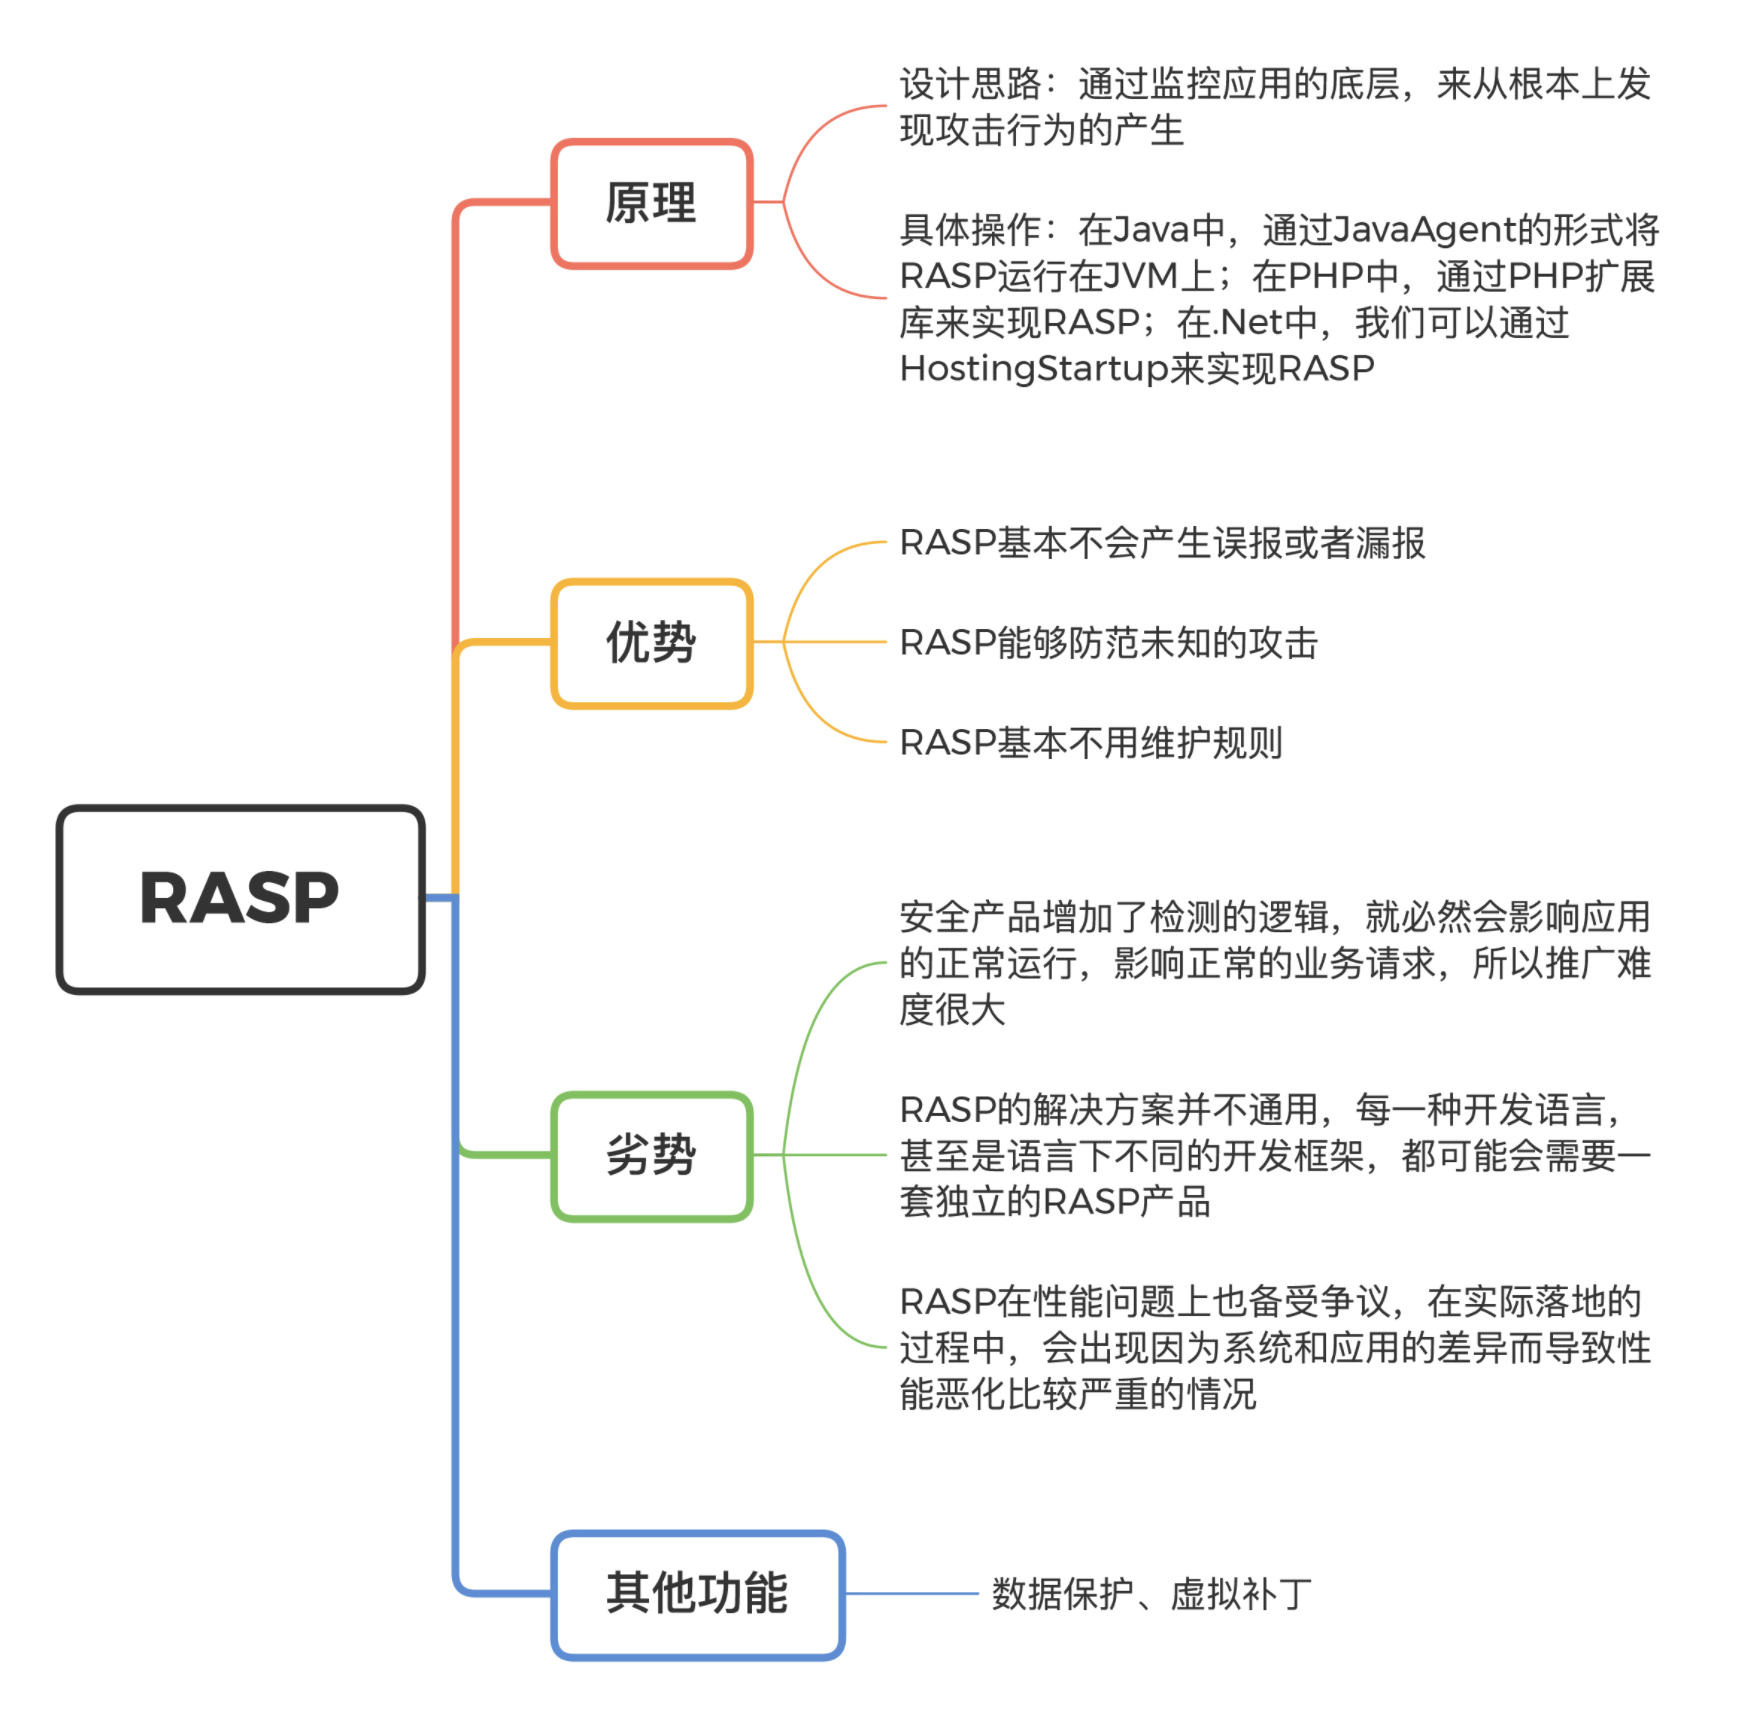 RASP
原理
设计思路：通过监控应用的底层，来从根本上发
现攻击行为的产生
具体操作：在Java中，通过JavaAgent的形式将
RASP运行在JVM上；在PHP中，通过PHP扩展
库来实现RASP；在.Net中，我们可以通过
HostingStartup来实现RASP
优势
RASP基本不会产生误报或者漏报
RASP能够防范未知的攻击
RASP基本不用维护规则
劣势
安全产品增加了检测的逻辑，就必然会影响应用
的正常运行，影响正常的业务请求，所以推广难
度很大
RASP的解决方案并不通用，每一种开发语言，
甚至是语言下不同的开发框架，都可能会需要一
套独立的RASP产品
RASP在性能问题上也备受争议，在实际落地的
过程中，会出现因为系统和应用的差异而导致性
能恶化比较严重的情况
其他功能
数据保护、虚拟补丁